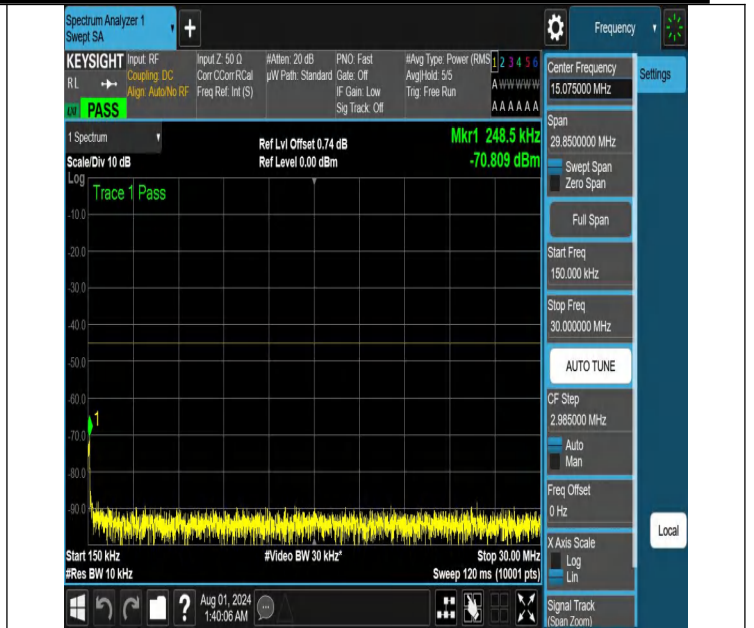 Spectrum Analyzer 1
Swept SA
+
Frequency
KEYSIGHT
RL
PASS
Input: RF
Coupling: DC
Align: Auto/No RF
Input Z: 50 Ω
Corr CCorr RCal
Freq Ref: Int (S)
#Atten: 20 dB
µW Path: Standard
PNO: Fast
Gate: Off
IF Gain: Low
Sig Track: Off
#Avg Type: Power (RMS
Avg|Hold: 5/5
Trig: Free Run
1 2 3 4 5 6
A W W W W W
A A A A A A
1 Spectrum
Scale/Div 10 dB
Ref Lvl Offset 0.74 dB
Ref Level 0.00 dBm
Mkr1 248.5 kHz
-70.809 dBm
Log
Trace 1 Pass
-10.0
-20.0
-30.0
-40.0
-50.0
-60.0
1
-70.0
-80.0
-90.0
Start 150 kHz
#Res BW 10 kHz
#Video BW 30 kHz*
Stop 30.00 MHz
Sweep 120 ms (10001 pts)
?
Aug 01, 2024
1:40:06 AM
Center Frequency
15.075000 MHz
Span
29.8500000 MHz
Swept Span
Zero Span
Full Span
Start Freq
150.000 kHz
Stop Freq
30.000000 MHz
AUTO TUNE
CF Step
2.985000 MHz
Auto
Man
Freq Offset
0 Hz
X Axis Scale
Log
Lin
Signal Track
(Span Zoom)
Settings
Local